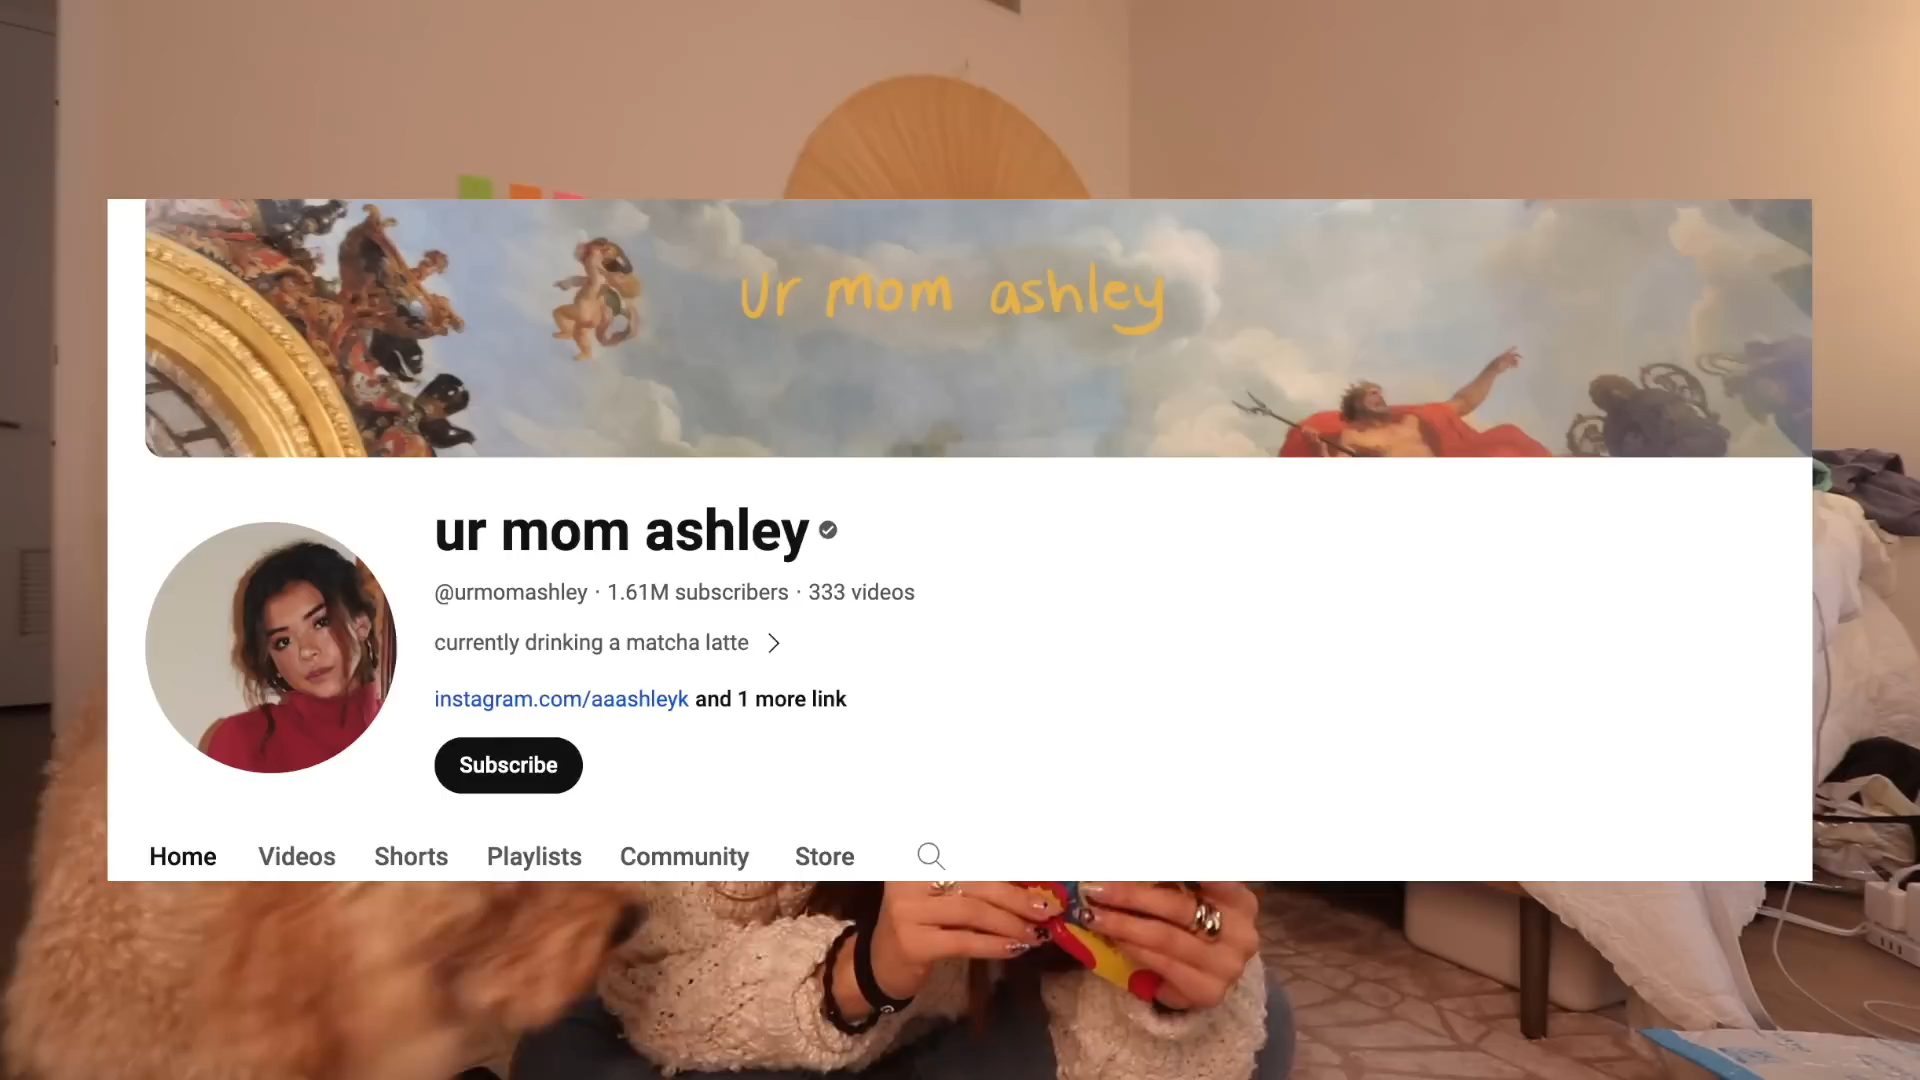 ur mom ashley
ur mom ashley
@urmomashley · 1.61M subscribers · 333 videos
currently drinking a matcha latte
instagram.com/aaashleyk and 1 more link
Subscribe
Home Videos Shorts Playlists Community Store